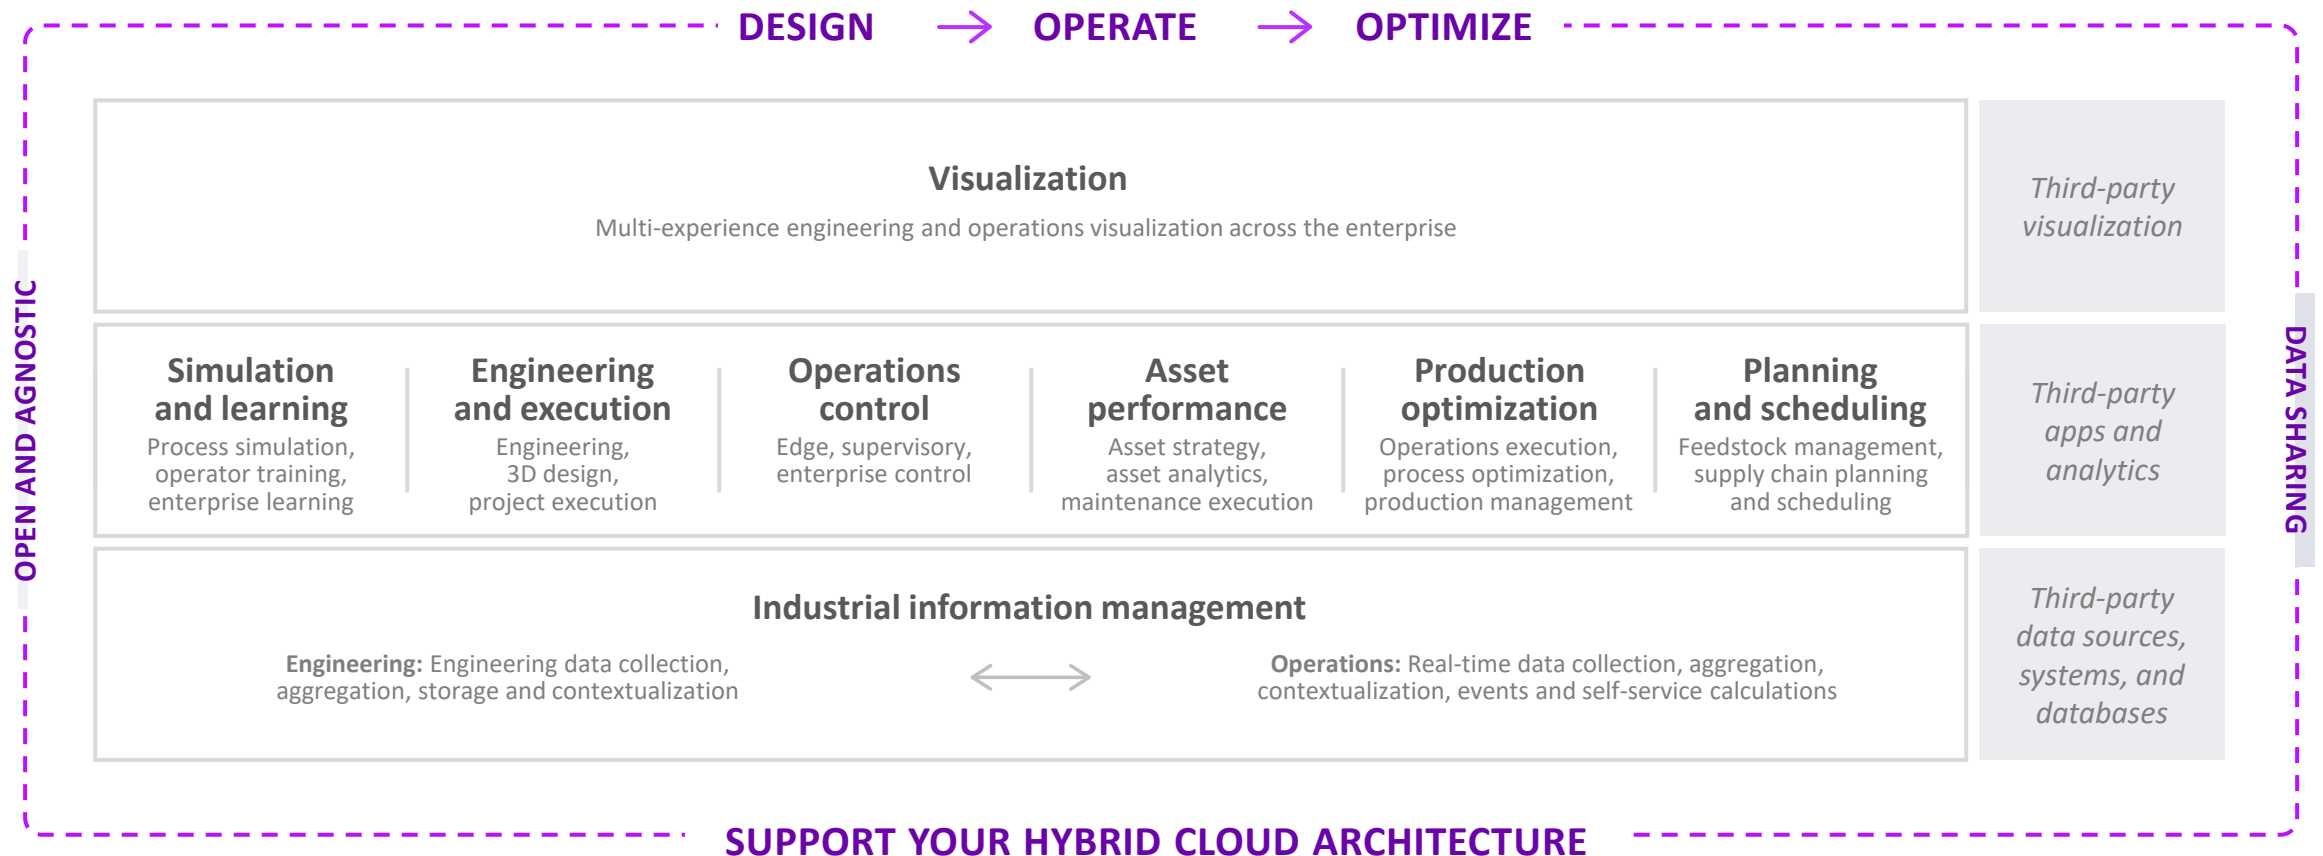 DESIGN → OPERATE → OPTIMIZE
OPEN AND AGNOSTIC
Visualization
Multi-experience engineering and operations visualization across the enterprise
Third-party
visualization
Simulation
and learning
Process simulation,
operator training,
enterprise learning
Engineering
and execution
Engineering,
3D design,
project execution
Operations
control
Edge, supervisory,
enterprise control
Asset
performance
Asset strategy,
asset analytics,
maintenance execution
Production
optimization
Operations execution,
process optimization,
production management
Planning
and scheduling
Feedstock management,
supply chain planning
and scheduling
Third-party
apps and
analytics
Industrial information management
Engineering: Engineering data collection,
aggregation, storage and contextualization
Operations: Real-time data collection, aggregation,
contextualization, events and self-service calculations
Third-party
data sources,
systems, and
databases
DATA SHARING
SUPPORT YOUR HYBRID CLOUD ARCHITECTURE